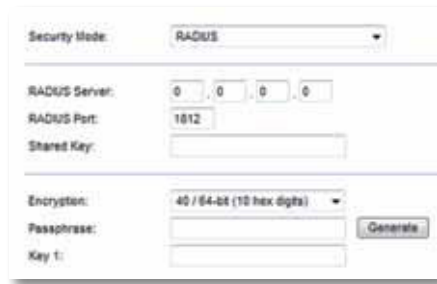 Security Mode: RADIUS
RADIUS Server: 0 . 0 . 0 . 0
RADIUS Port: 1812
Shared Key:
Encryption: 40 / 64-bit (10 hex digits)
Passphrase: Generate
Key 1: